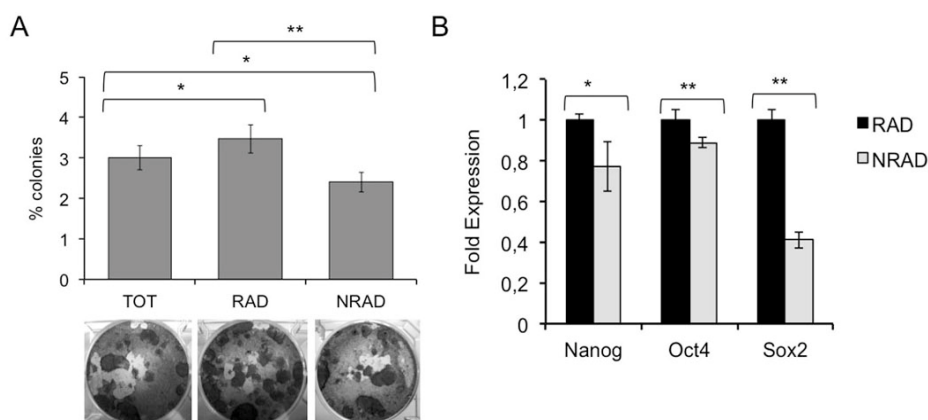 A
**
*
*
% colonies
5
4
3
2
1
0
TOT RAD NRAD
B
Fold Expression
1,2
1
0,8
0,6
0,4
0,2
0
* ** **
Nanog Oct4 Sox2
RAD
NRAD